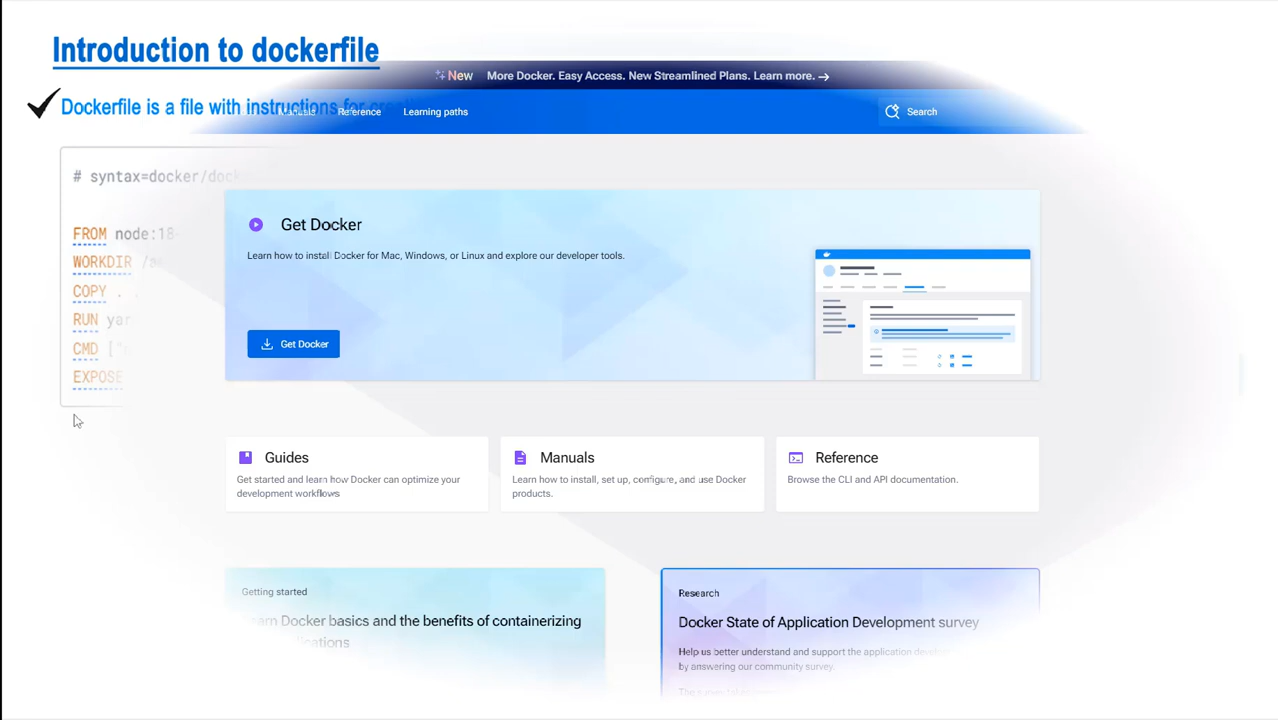 Introduction to dockerfile
New More Docker. Easy Access. New Streamlined Plans. Learn more. →
Dockerfile is a file with instructions for
Manuals Reference Learning paths
Search
# syntax=docker/doc
FROM node:18-
WORKDIR /a
COPY . .
RUN yar
CMD ["
EXPOSE
Get Docker
Learn how to install Docker for Mac, Windows, or Linux and explore our developer tools.
Get Docker
Guides
Get started and learn how Docker can optimize your
development workflows
Manuals
Learn how to install, set up, configure, and use Docker
products.
Reference
Browse the CLI and API documentation.
Getting started
Docker basics and the benefits of containerizing
Research
Docker State of Application Development survey
Help us better understand and support the application
by answering our community survey.